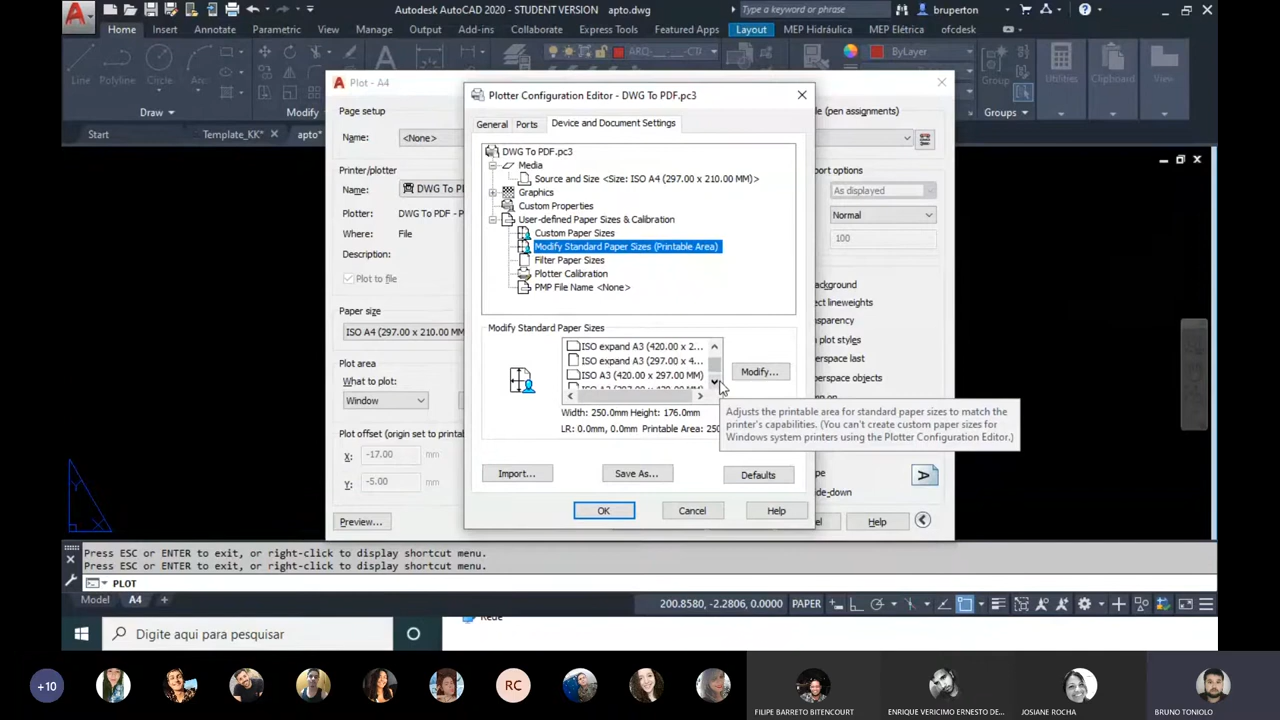 Autodesk AutoCAD 2020 - STUDENT VERSION apto.dwg
Type a keyword or phrase
bruperton
Home Insert Annotate Parametric View Manage Output Add-ins Collaborate Express Tools Featured Apps Layout MEP Hidráulica MEP Elétrica ofcdesk
ByLayer
Line Polyline Circle Arc
Group
Utilities
Clipboard
View
Draw
Modify
Groups
Start
Template_KK*
apto*
Plot - A4
Page setup
Name: <None>
Printer/plotter
Name: DWG To P
Plotter: DWG To PDF - P
Where: File
Description:
Plot to file
Paper size
ISO A4 (297.00 x 210.00 MM)
Plot area
What to plot:
Window
Plot offset (origin set to printal
X: -17.00 mm
Y: -5.00 mm
Preview...
Plotter Configuration Editor - DWG To PDF.pc3
General Ports Device and Document Settings
DWG To PDF.pc3
Media
Source and Size <Size: ISO A4 (297.00 x 210.00 MM)>
Graphics
Custom Properties
User-defined Paper Sizes & Calibration
Custom Paper Sizes
Modify Standard Paper Sizes (Printable Area)
Filter Paper Sizes
Plotter Calibration
PMP File Name <None>
Modify Standard Paper Sizes
ISO expand A3 (420.00 x 2...
ISO expand A3 (297.00 x 4...
ISO A3 (420.00 x 297.00 MM)
Modify...
Width: 250.0mm Height: 176.0mm
LR: 0.0mm, 0.0mm Printable Area: 250
Import...
Save As...
Defaults
OK
Cancel
Help
Adjusts the printable area for standard paper sizes to match the
printer's capabilities. (You can't create custom paper sizes for
Windows system printers using the Plotter Configuration Editor.)
le (pen assignments)
port options
As displayed
Normal
100
ackground
ct lineweights
nsparency
plot styles
perspace last
perspace objects
mp on
pe
de-down
el
Help
Y
X
Press ESC or ENTER to exit, or right-click to display shortcut menu.
Press ESC or ENTER to exit, or right-click to display shortcut menu.
PLOT
Model A4 +
200.8580, -2.2806, 0.0000 PAPER
Rede
Digite aqui para pesquisar
+10
RC
FILIPE BARRETO BITENCOURT
ENRIQUE VERICIMO ERNESTO DE...
JOSIANE ROCHA
BRUNO TONIOLO